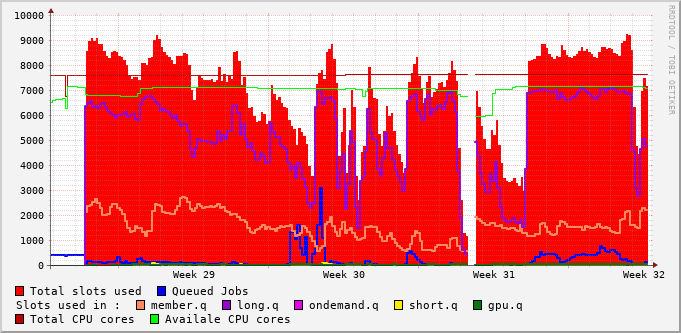 10000
9000
8000
7000
6000
5000
4000
3000
2000
1000
0
Week 29 Week 30 Week 31 Week 32
RRDTOOL / TOBI OETIKER
Total slots used Queued Jobs
Slots used in : member.q long.q ondemand.q short.q gpu.q
Total CPU cores Availale CPU cores